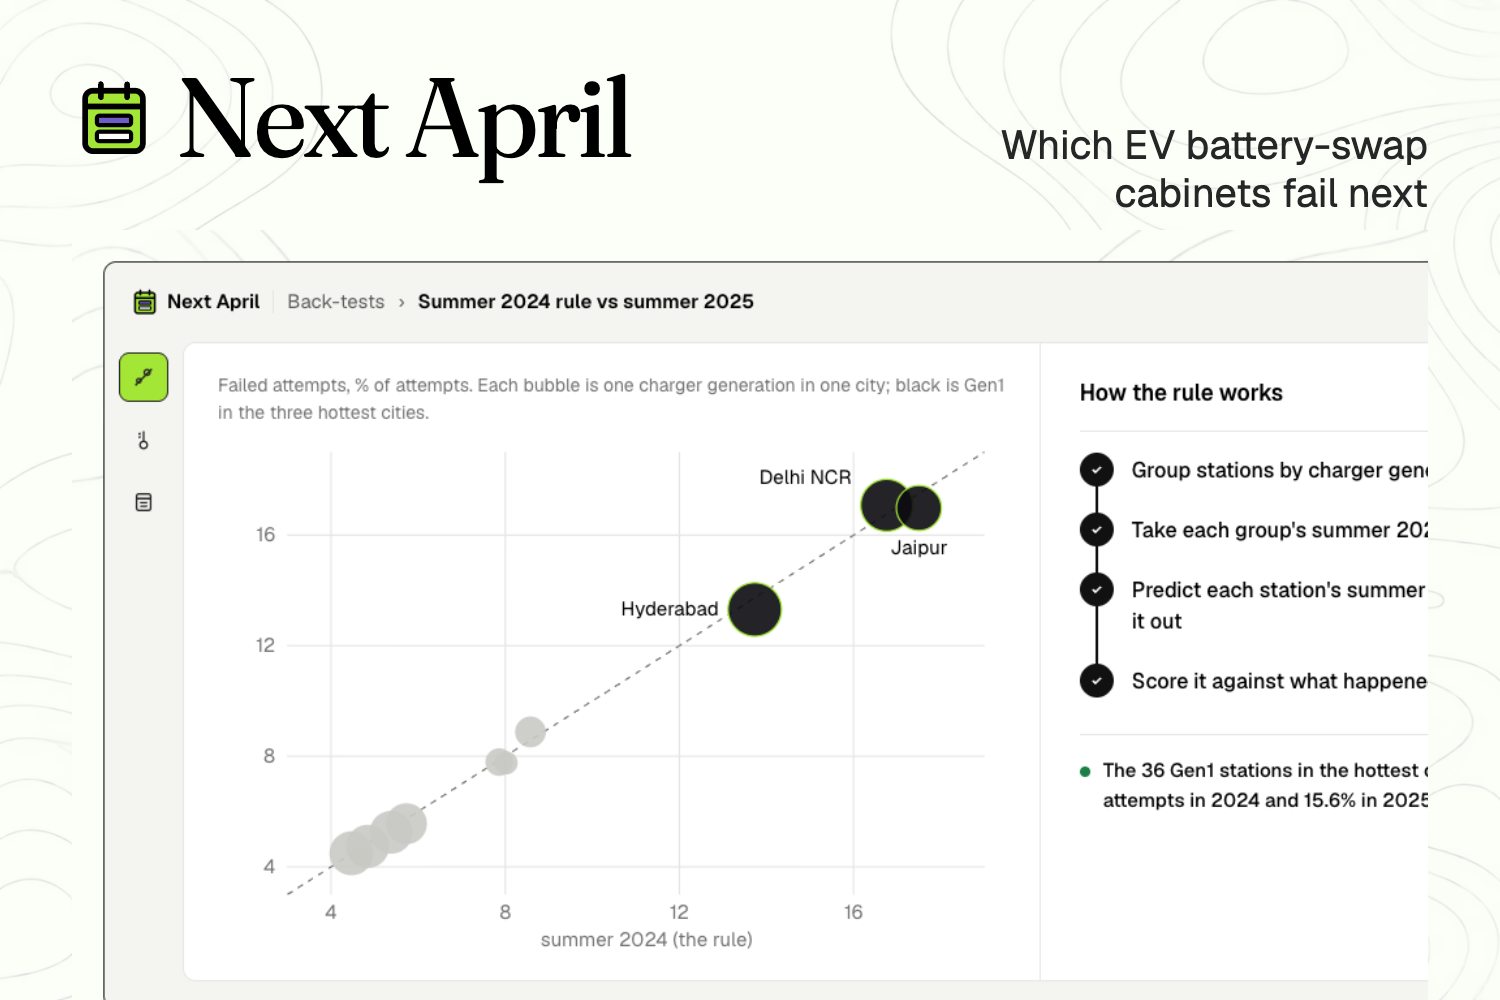 Next April
Which EV battery-swap
cabinets fail next
Next April
Back-tests › Summer 2024 rule vs summer 2025
Failed attempts, % of attempts. Each bubble is one charger generation in one city; black is Gen1
in the three hottest cities.
Delhi NCR
Jaipur
Hyderabad
16
12
8
4
4
8
12
16
summer 2024 (the rule)
How the rule works
Group stations by charger gen
Take each group's summer 202
Predict each station's summer
it out
Score it against what happene
The 36 Gen1 stations in the hottest
attempts in 2024 and 15.6% in 2025